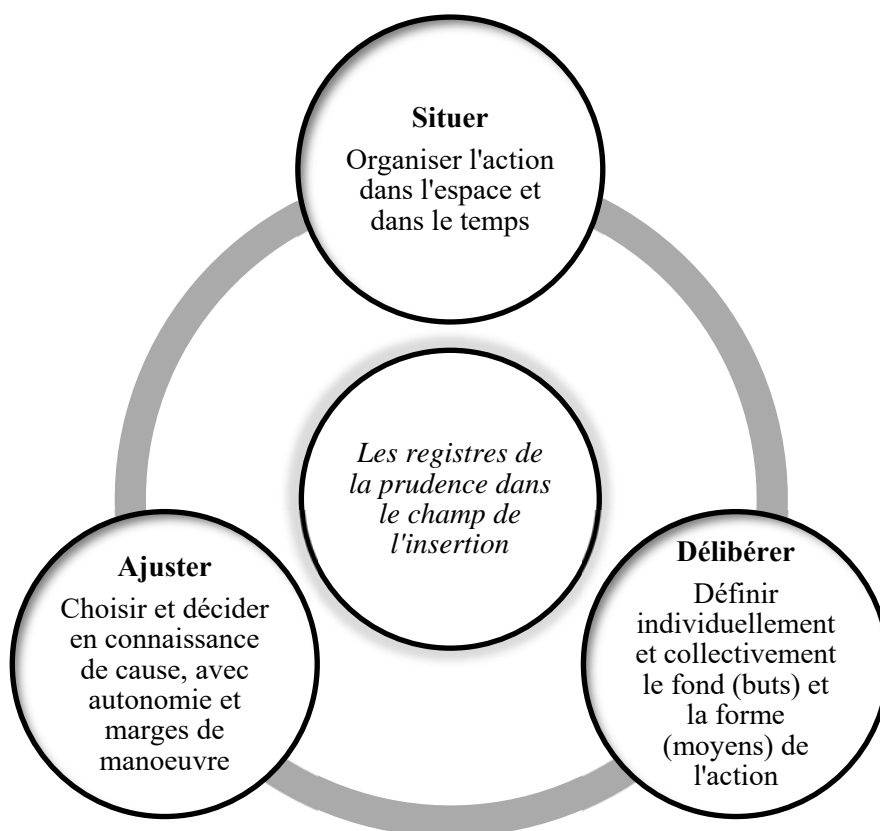 Situer
Organiser l'action
dans l'espace et
dans le temps
Les registres de
la prudence dans
le champ de
l'insertion
Ajuster
Choisir et décider
en connaissance
de cause, avec
autonomie et
marges de
manoeuvre
Délibérer
Définir
individuellement
et collectivement
le fond (buts) et
la forme
(moyens) de
l'action